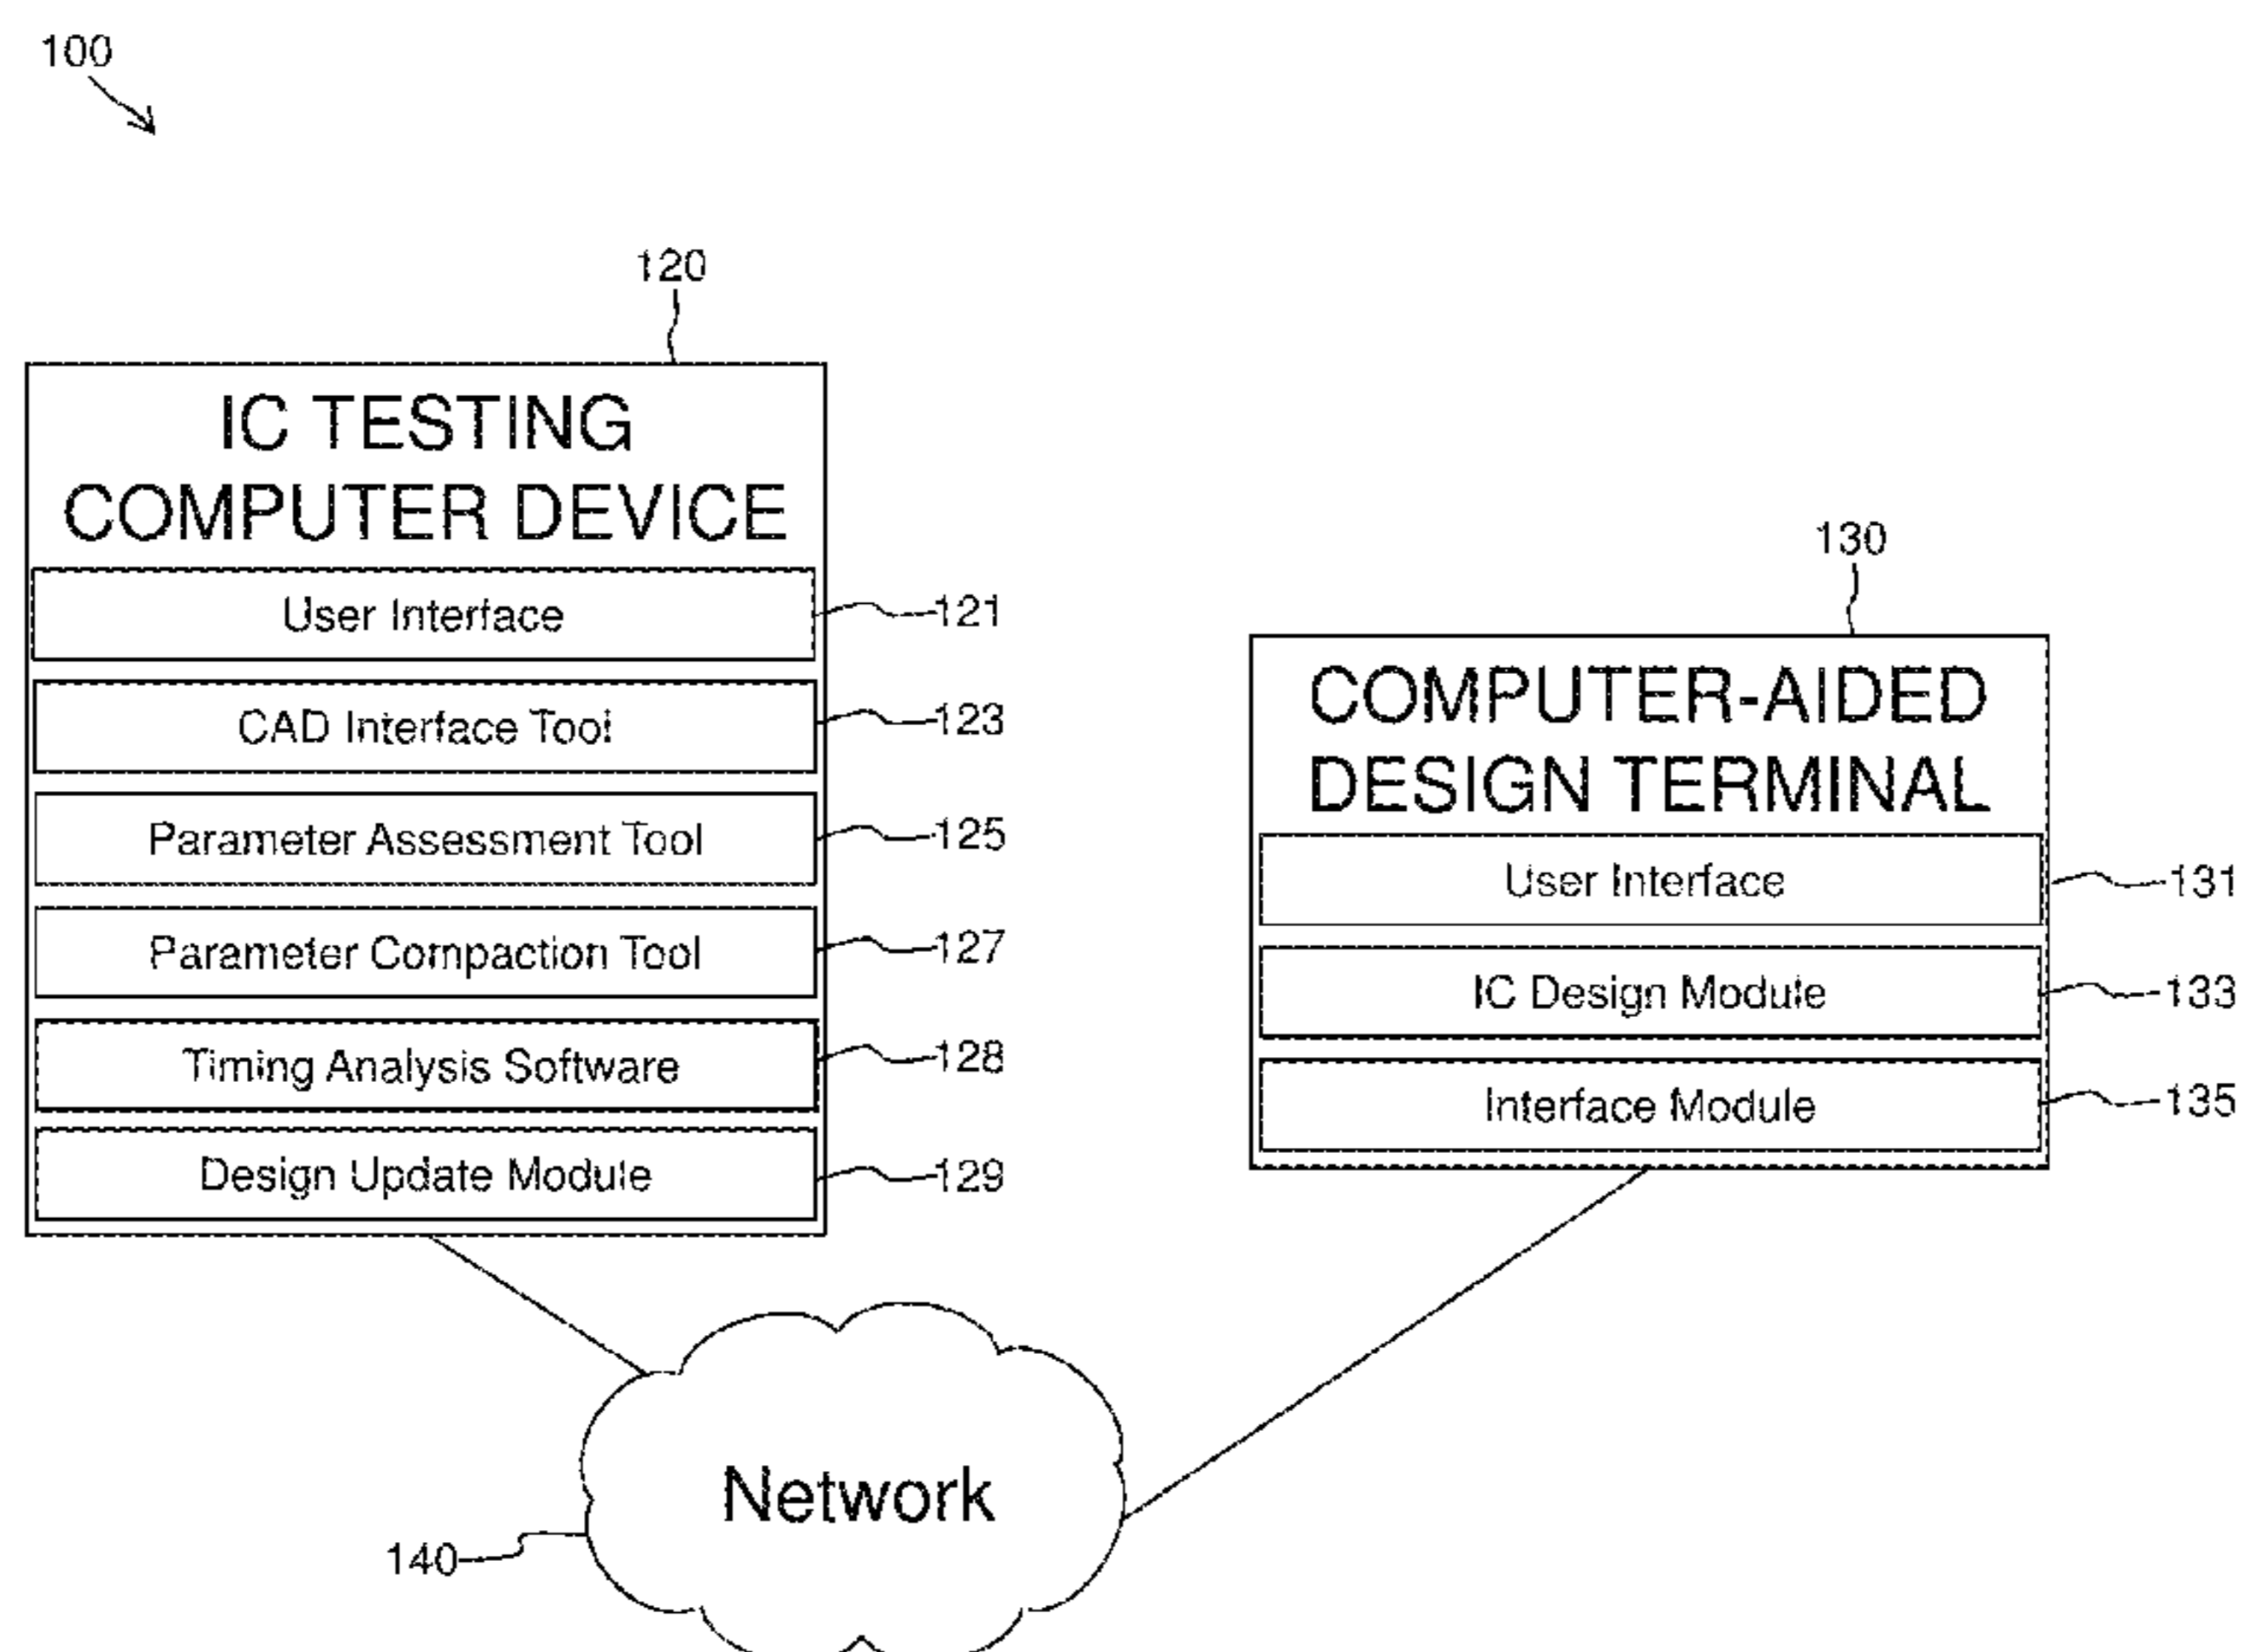 100
120
IC TESTING
COMPUTER DEVICE
User Interface
121
CAD Interface Tool
123
Parameter Assessment Tool
125
Parameter Compaction Tool
127
Timing Analysis Software
128
Design Update Module
129
130
COMPUTER-AIDED
DESIGN TERMINAL
User Interface
131
IC Design Module
133
Interface Module
135
Network
140